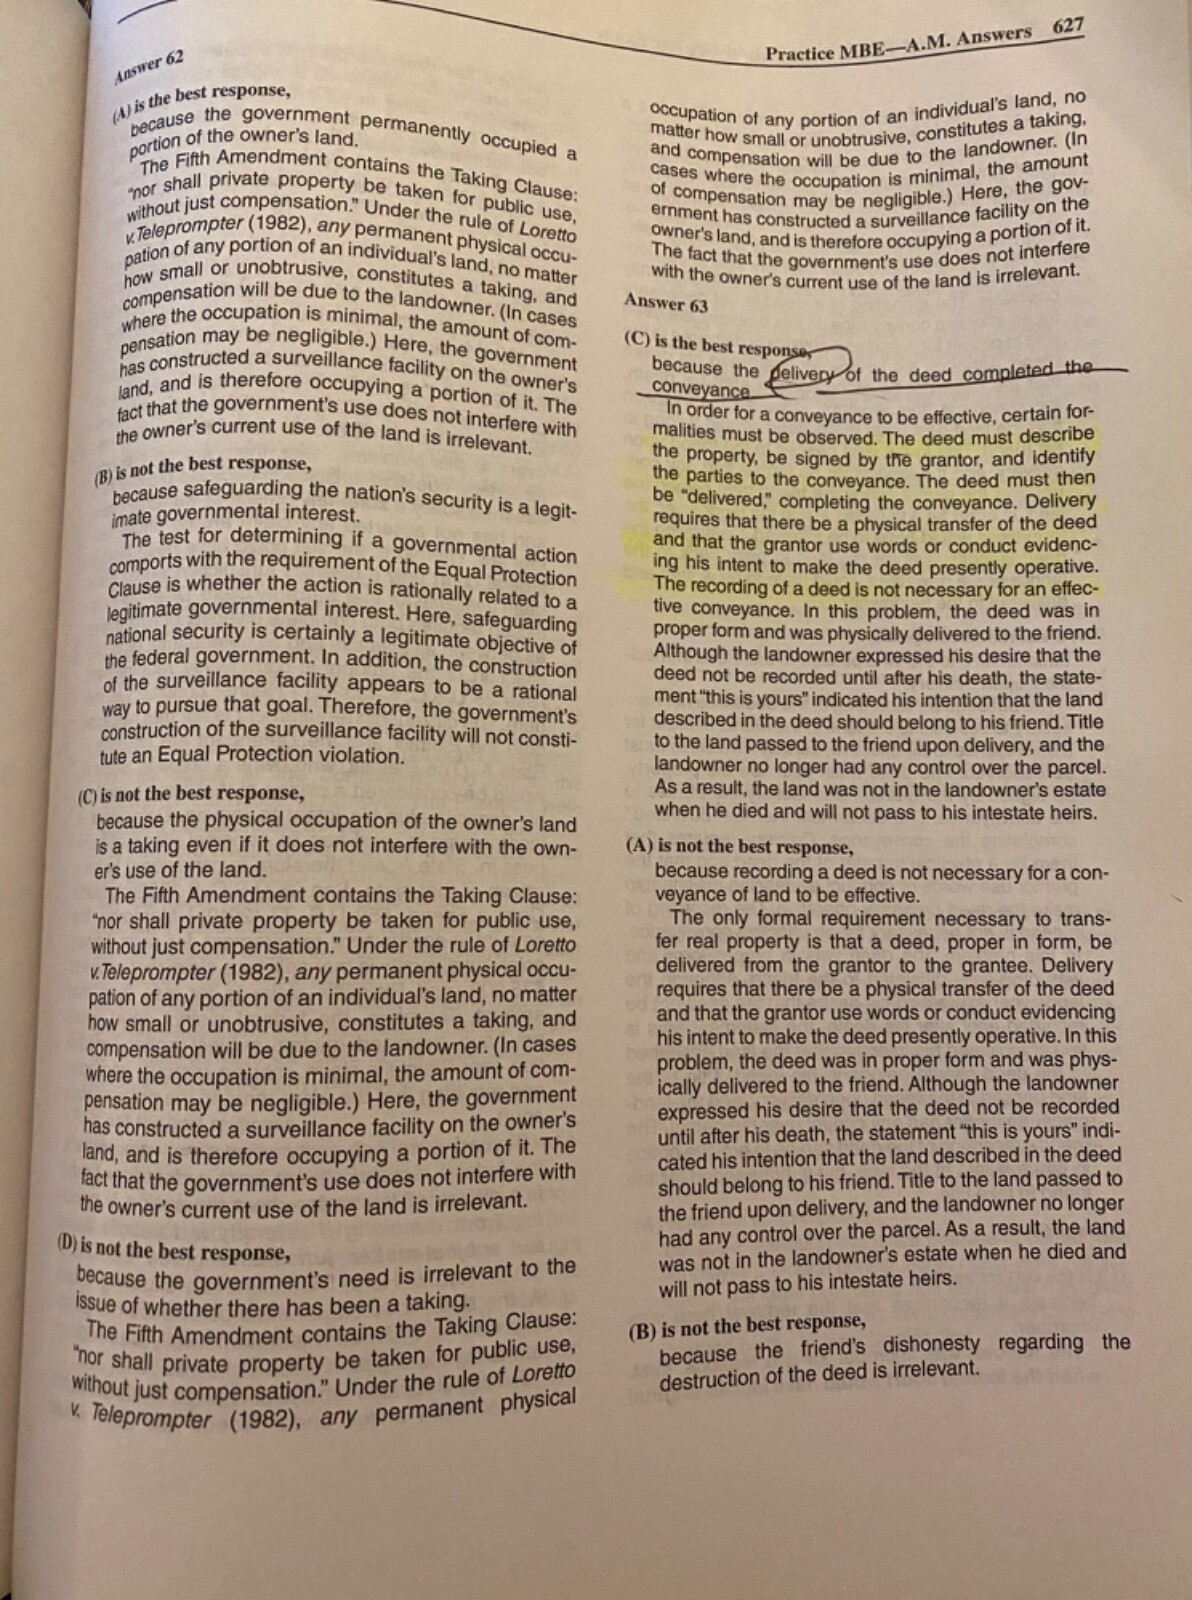 Practice MBE—A.M. Answers 627
Answer 62
(A) is the best response,
because the government permanently occupied a
portion of the owner's land.
The Fifth Amendment contains the Taking Clause:
"nor shall private property be taken for public use,
without just compensation." Under the rule of Loretto
v. Teleprompter (1982), any permanent physical occu-
pation of any portion of an individual's land, no matter
how small or unobtrusive, constitutes a taking, and
compensation will be due to the landowner. (In cases
where the occupation is minimal, the amount of com-
pensation may be negligible.) Here, the government
has constructed a surveillance facility on the owner's
land, and is therefore occupying a portion of it. The
fact that the government's use does not interfere with
the owner's current use of the land is irrelevant.
(B) is not the best response,
because safeguarding the nation's security is a legit-
imate governmental interest.
The test for determining if a governmental action
comports with the requirement of the Equal Protection
Clause is whether the action is rationally related to a
legitimate governmental interest. Here, safeguarding
national security is certainly a legitimate objective of
the federal government. In addition, the construction
of the surveillance facility appears to be a rational
way to pursue that goal. Therefore, the government's
construction of the surveillance facility will not consti-
tute an Equal Protection violation.
(C) is not the best response,
because the physical occupation of the owner's land
is a taking even if it does not interfere with the own-
er's use of the land.
The Fifth Amendment contains the Taking Clause:
"nor shall private property be taken for public use,
without just compensation." Under the rule of Loretto
v. Teleprompter (1982), any permanent physical occu-
pation of any portion of an individual's land, no matter
how small or unobtrusive, constitutes a taking, and
compensation will be due to the landowner. (In cases
where the occupation is minimal, the amount of com-
pensation may be negligible.) Here, the government
has constructed a surveillance facility on the owner's
land, and is therefore occupying a portion of it. The
fact that the government's use does not interfere with
the owner's current use of the land is irrelevant.
(D) is not the best response,
because the government's need is irrelevant to the
issue of whether there has been a taking.
The Fifth Amendment contains the Taking Clause:
"nor shall private property be taken for public use,
without just compensation." Under the rule of Loretto
v. Teleprompter (1982), any permanent physical
occupation of any portion of an individual's land, no
matter how small or unobtrusive, constitutes a taking,
and compensation will be due to the landowner. (In
cases where the occupation is minimal, the amount
of compensation may be negligible.) Here, the gov-
ernment has constructed a surveillance facility on the
owner's land, and is therefore occupying a portion of it.
The fact that the government's use does not interfere
with the owner's current use of the land is irrelevant.
Answer 63
(C) is the best response,
because the delivery of the deed completed the
conveyance.
In order for a conveyance to be effective, certain for-
malities must be observed. The deed must describe
the property, be signed by the grantor, and identify
the parties to the conveyance. The deed must then
be "delivered," completing the conveyance. Delivery
requires that there be a physical transfer of the deed
and that the grantor use words or conduct evidenc-
ing his intent to make the deed presently operative.
The recording of a deed is not necessary for an effec-
tive conveyance. In this problem, the deed was in
proper form and was physically delivered to the friend.
Although the landowner expressed his desire that the
deed not be recorded until after his death, the state-
ment "this is yours" indicated his intention that the land
described in the deed should belong to his friend. Title
to the land passed to the friend upon delivery, and the
landowner no longer had any control over the parcel.
As a result, the land was not in the landowner's estate
when he died and will not pass to his intestate heirs.
(A) is not the best response,
because recording a deed is not necessary for a con-
veyance of land to be effective.
The only formal requirement necessary to trans-
fer real property is that a deed, proper in form, be
delivered from the grantor to the grantee. Delivery
requires that there be a physical transfer of the deed
and that the grantor use words or conduct evidencing
his intent to make the deed presently operative. In this
problem, the deed was in proper form and was phys-
ically delivered to the friend. Although the landowner
expressed his desire that the deed not be recorded
until after his death, the statement "this is yours" indi-
cated his intention that the land described in the deed
should belong to his friend. Title to the land passed to
the friend upon delivery, and the landowner no longer
had any control over the parcel. As a result, the land
was not in the landowner's estate when he died and
will not pass to his intestate heirs.
(B) is not the best response,
because the friend's dishonesty regarding the
destruction of the deed is irrelevant.